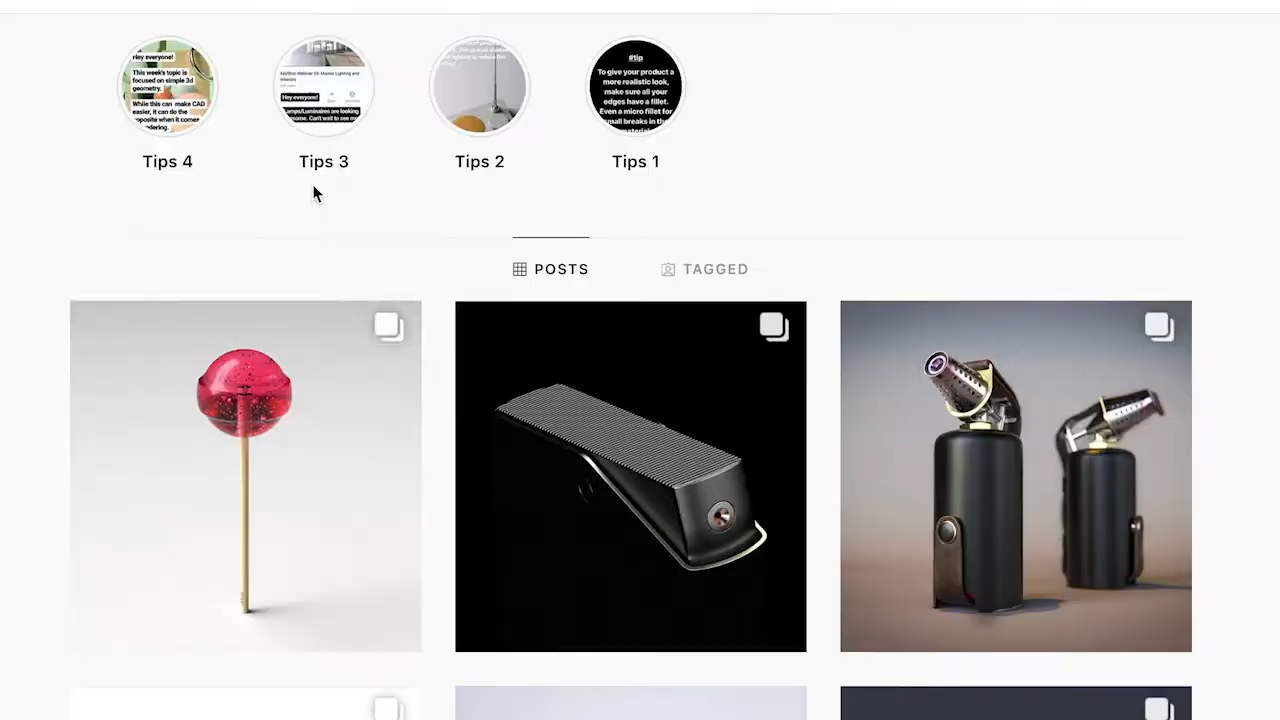 Hey everyone!
This week's topic is
focused on simple 3d
geometry.
While this can make CAD
easier, it can do the
opposite when it comes
Hey everyone!
Lamps/Luminaires are looking
Can't wait to see
#tip
To give your product a
more realistic look,
make sure all your
edges have a fillet.
Even a micro fillet for
small breaks in the
Tips 4
Tips 3
Tips 2
Tips 1
POSTS
TAGGED